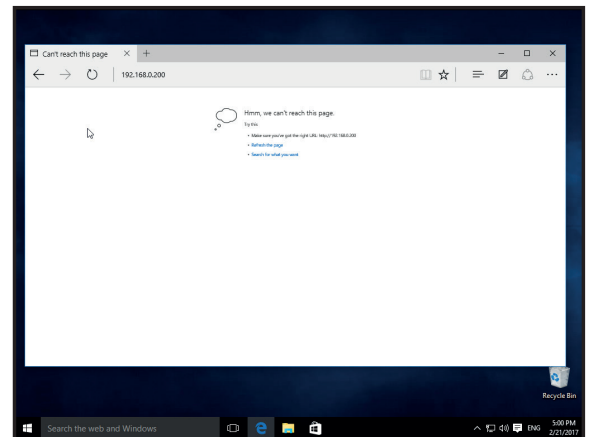 Can't reach this page
192.168.0.200
Hmm, we can't reach this page.
Try this
• Make sure you've got the right URL: http://192.168.0.200
• Refresh the page
• Search for what you want
Recycle Bin
Search the web and Windows
ENG
5:00 PM
2/21/2017